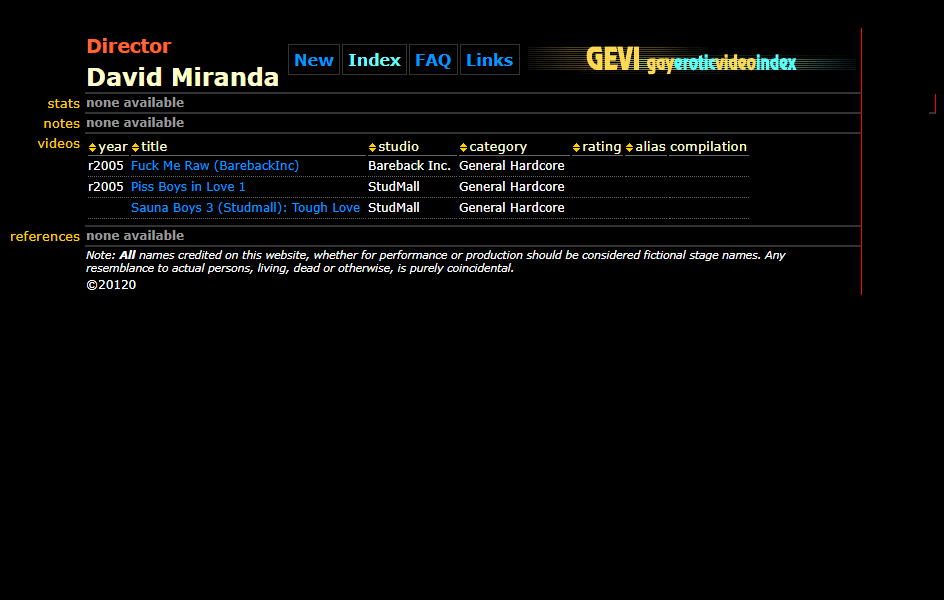 Director
David Miranda
New Index FAQ Links
GEVI gayeroticvideoindex
stats none available
notes none available
videos year title studio category rating alias compilation
r2005 Fuck Me Raw (BarebackInc) Bareback Inc. General Hardcore
r2005 Piss Boys in Love 1 StudMall General Hardcore
Sauna Boys 3 (Studmall): Tough Love StudMall General Hardcore
references none available
Note: All names credited on this website, whether for performance or production should be considered fictional stage names. Any
resemblance to actual persons, living, dead or otherwise, is purely coincidental.
©20120